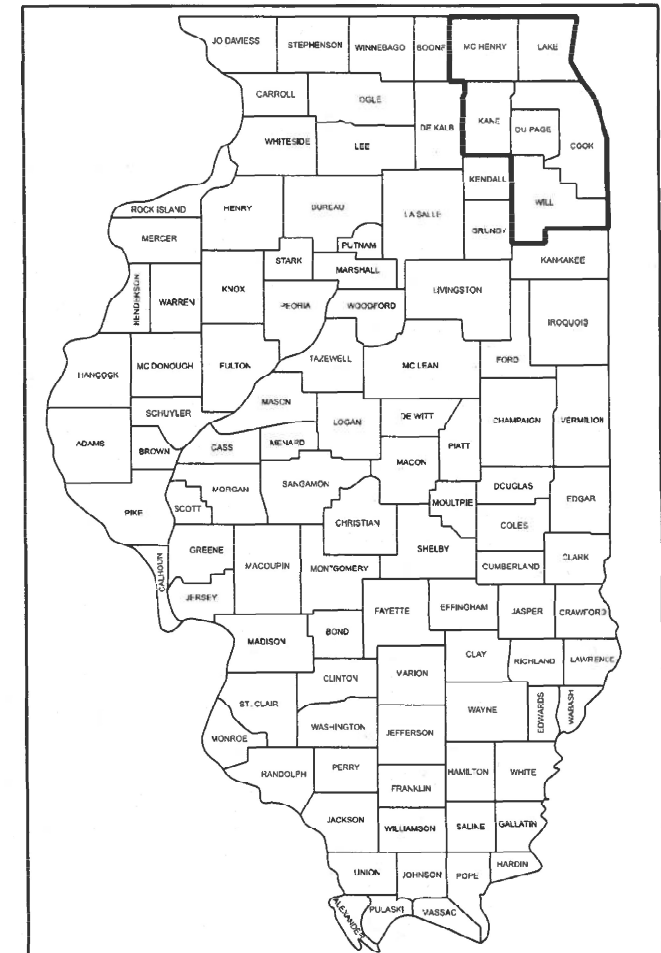 JO DAVIESS
STEPHENSON
WINNEBAGO
BOONE
MC HENRY
LAKE
CARROLL
OGLE
DE KALB
KANE
DU PAGE
COOK
WHITESIDE
LEE
KENDALL
WILL
ROCK ISLAND
HENRY
BUREAU
LA SALLE
GRUNDY
MERCER
PUTNAM
STARK
MARSHALL
KANKAKEE
HENDERSON
WARREN
KNOX
PEORIA
WOODFORD
LIVINGSTON
IROQUOIS
HANCOCK
MC DONOUGH
FULTON
TAZEWELL
MC LEAN
FORD
MASON
SCHUYLER
LOGAN
DE WITT
CHAMPAIGN
VERMILION
ADAMS
BROWN
CASS
MENARD
PIATT
MACON
PIKE
SCOTT
MORGAN
SANGAMON
DOUGLAS
EDGAR
MOULTRIE
CHRISTIAN
COLES
GREENE
SHELBY
CALHOUN
MACOUPIN
MONTGOMERY
CUMBERLAND
CLARK
JERSEY
FAYETTE
EFFINGHAM
JASPER
CRAWFORD
MADISON
BOND
CLAY
RICHLAND
LAWRENCE
CLINTON
MARION
ST. CLAIR
WAYNE
EDWARDS
WABASH
WASHINGTON
JEFFERSON
MONROE
RANDOLPH
PERRY
HAMILTON
WHITE
FRANKLIN
JACKSON
WILLIAMSON
SALINE
GALLATIN
UNION
JOHNSON
POPE
HARDIN
ALEXANDER
PULASKI
MASSAC